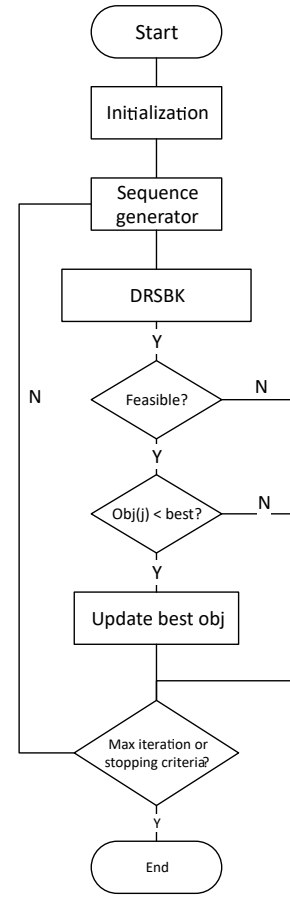 Start
Initialization
Sequence
generator
DRSBK
Y
Feasible?
N
N
Y
Obj(j) < best?
N
Y
Update best obj
Max iteration or
stopping criteria?
Y
End